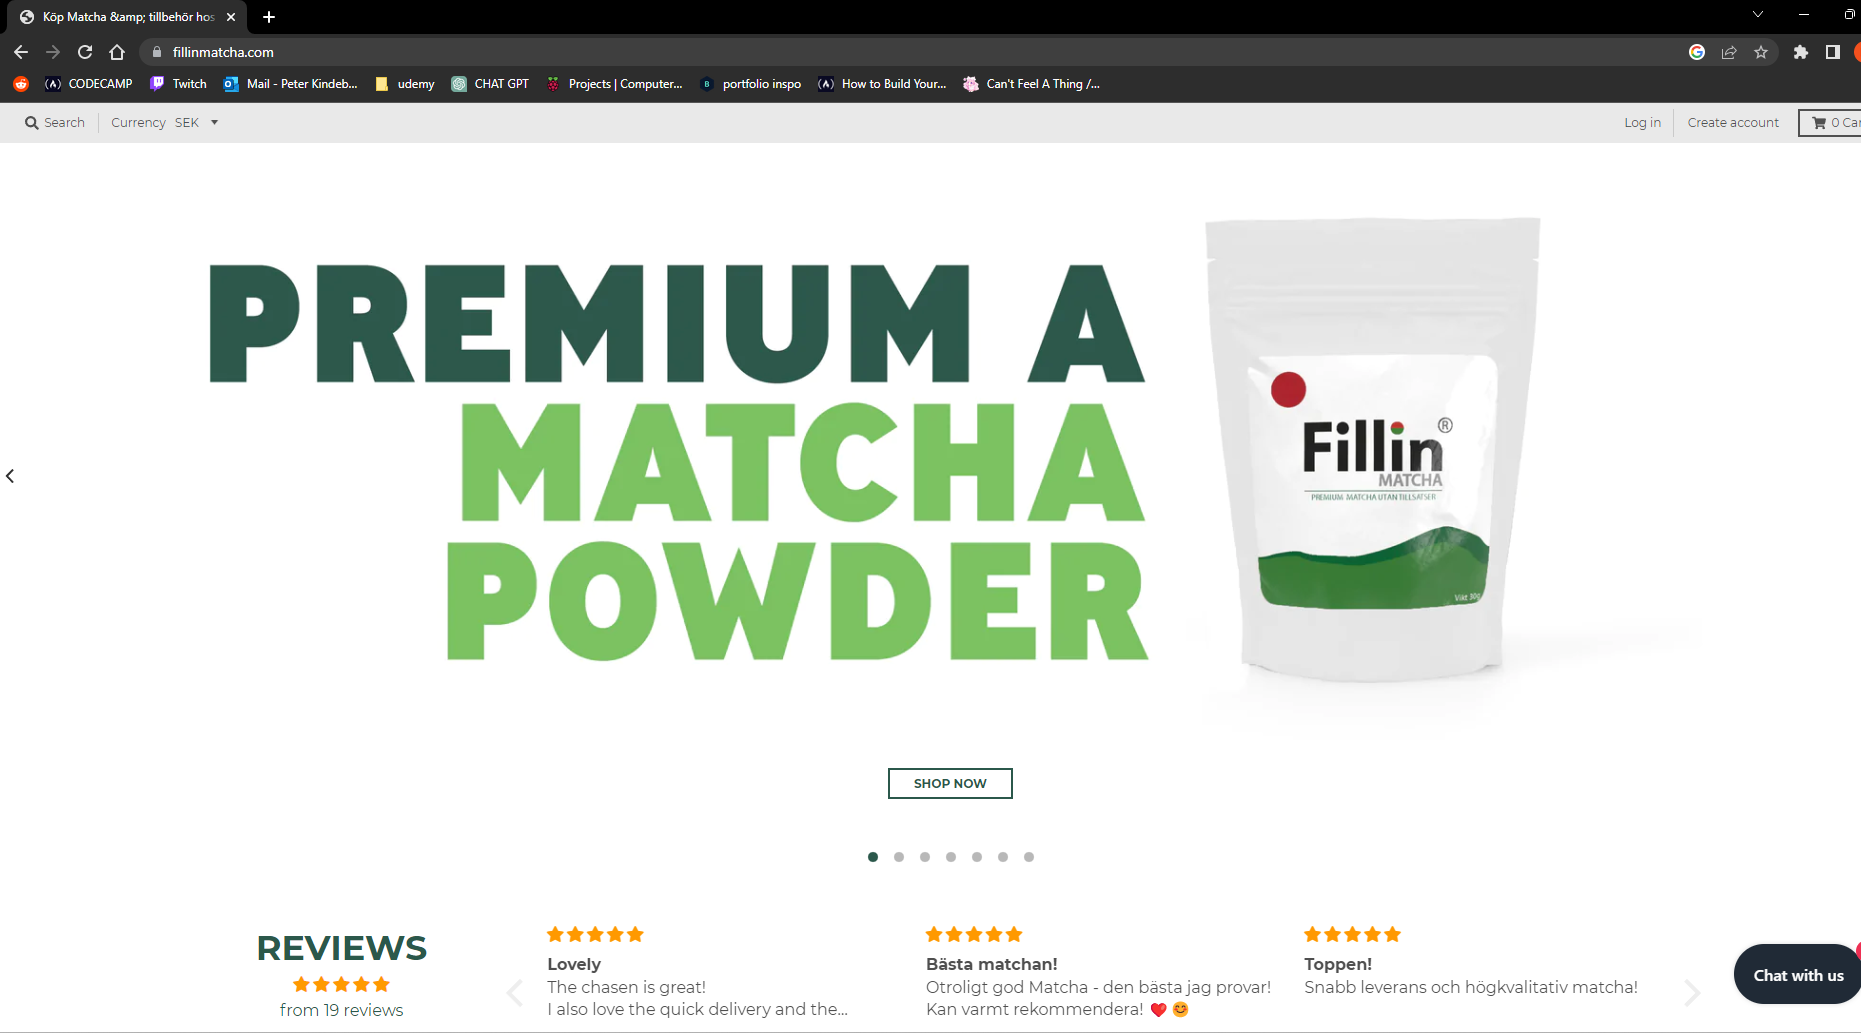 Köp Matcha &amp; tillbehör hos
fillinmatcha.com
CODECAMP
Twitch
Mail - Peter Kindeb...
udemy
CHAT GPT
Projects | Computer...
portfolio inspo
How to Build Your...
Can't Feel A Thing /...
Search
Currency SEK
Log in
Create account
0 Car
PREMIUM A
MATCHA
POWDER
Fillin®
MATCHA
PREMIUM MATCHA UTAN TILLSATSER
Vikt 30g
SHOP NOW
REVIEWS
from 19 reviews
Lovely
The chasen is great!
I also love the quick delivery and the...
Bästa matchan!
Otroligt god Matcha - den bästa jag provar!
Kan varmt rekommendera! ❤️ 😊
Toppen!
Snabb leverans och högkvalitativ matcha!
Chat with us